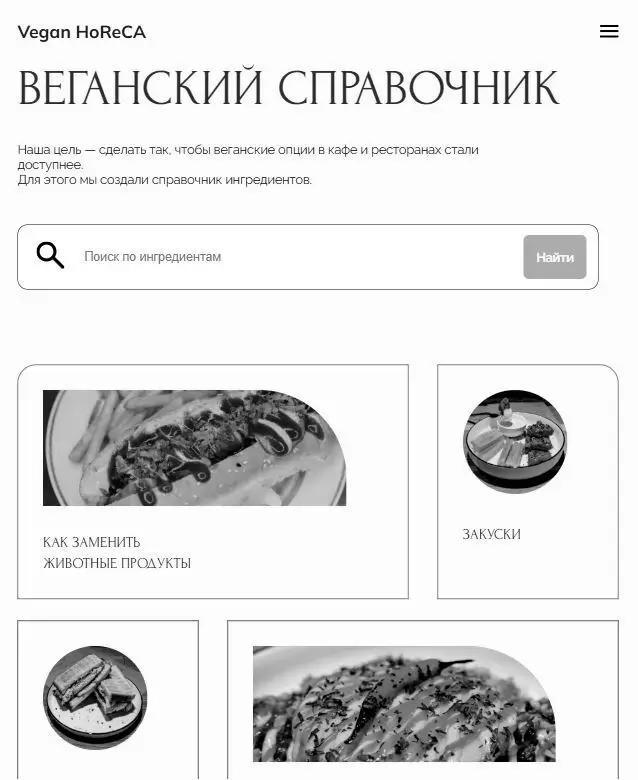 Vegan HoReCA
ВЕГАНСКИЙ СПРАВОЧНИК
Наша цель — сделать так, чтобы веганские опции в кафе и ресторанах стали
доступнее.
Для этого мы создали справочник ингредиентов.
Поиск по ингредиентам
Найти
КАК ЗАМЕНИТЬ
ЖИВОТНЫЕ ПРОДУКТЫ
ЗАКУСКИ